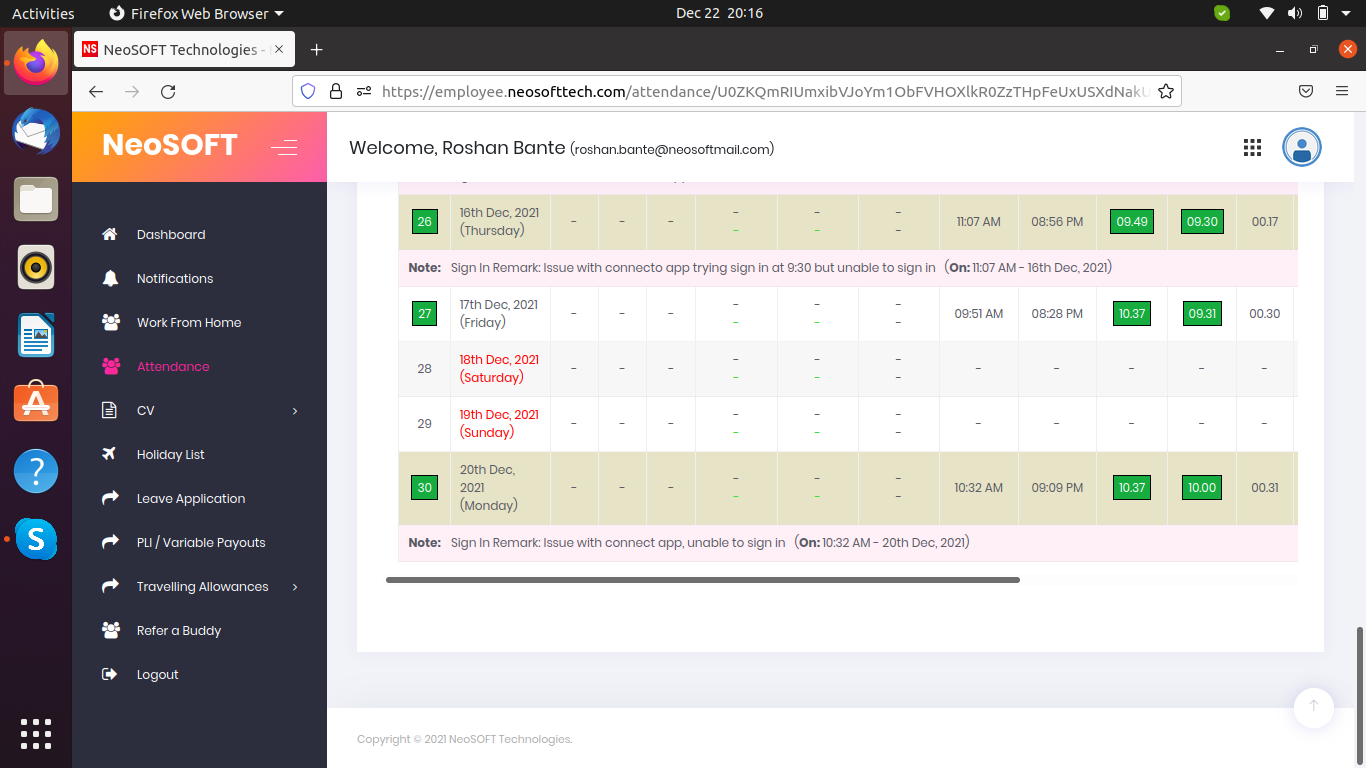 Activities
Firefox Web Browser
Dec 22 20:16
NS NeoSOFT Technologies -
https://employee.neosofttech.com/attendance/U0ZKQmRIUmxibVJoYm1ObFVHOXlkR0ZzTHpFeUxUSXdNakU
NeoSOFT
Welcome, Roshan Bante (roshan.bante@neosoftmail.com)
Dashboard
Notifications
Work From Home
Attendance
CV
Holiday List
Leave Application
PLI / Variable Payouts
Travelling Allowances
Refer a Buddy
Logout
26 16th Dec, 2021 (Thursday) - - - - - - - - - 11:07 AM 08:56 PM 09.49 09.30 00.17
Note: Sign In Remark: Issue with connecto app trying sign in at 9:30 but unable to sign in (On: 11:07 AM - 16th Dec, 2021)
27 17th Dec, 2021 (Friday) - - - - - - - - - 09:51 AM 08:28 PM 10.37 09.31 00.30
28 18th Dec, 2021 (Saturday) - - - - - - - - - - - - - -
29 19th Dec, 2021 (Sunday) - - - - - - - - - - - - - -
30 20th Dec, 2021 (Monday) - - - - - - - - - 10:32 AM 09:09 PM 10.37 10.00 00.31
Note: Sign In Remark: Issue with connect app, unable to sign in (On: 10:32 AM - 20th Dec, 2021)
Copyright © 2021 NeoSOFT Technologies.